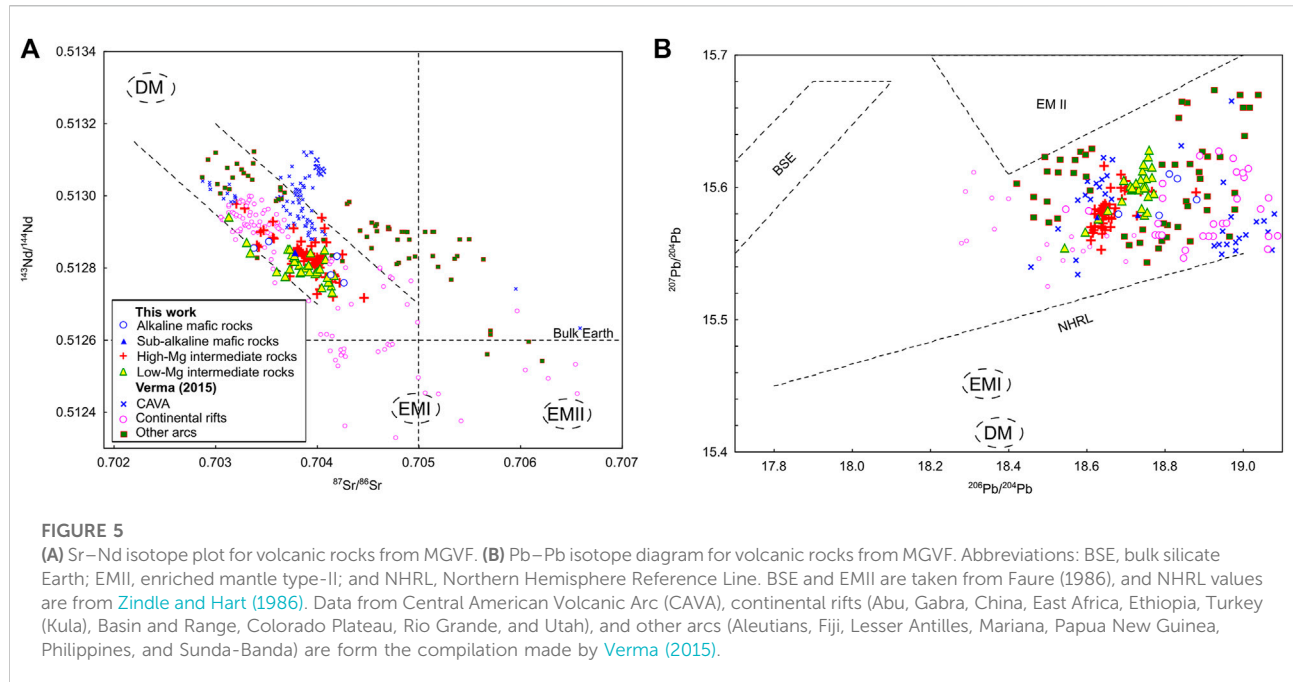 A
0.5134
0.5132
0.5130
0.5128
0.5126
0.5124
¹⁴³Nd/¹⁴⁴Nd
DM
Bulk Earth
EMI
EMII
This work
Alkaline mafic rocks
Sub-alkaline mafic rocks
High-Mg intermediate rocks
Low-Mg intermediate rocks
Verma (2015)
CAVA
Continental rifts
Other arcs
0.702
0.703
0.704
0.705
0.706
0.707
⁸⁷Sr/⁸⁶Sr
B
15.7
15.6
15.5
15.4
²⁰⁷Pb/²⁰⁴Pb
BSE
EM II
NHRL
EMI
DM
17.8
18.0
18.2
18.4
18.6
18.8
19.0
²⁰⁶Pb/²⁰⁴Pb
FIGURE 5
(A) Sr–Nd isotope plot for volcanic rocks from MGVF. (B) Pb–Pb isotope diagram for volcanic rocks from MGVF. Abbreviations: BSE, bulk silicate
Earth; EMII, enriched mantle type-II; and NHRL, Northern Hemisphere Reference Line. BSE and EMII are taken from Faure (1986), and NHRL values
are from Zindle and Hart (1986). Data from Central American Volcanic Arc (CAVA), continental rifts (Abu, Gabra, China, East Africa, Ethiopia, Turkey
(Kula), Basin and Range, Colorado Plateau, Rio Grande, and Utah), and other arcs (Aleutians, Fiji, Lesser Antilles, Mariana, Papua New Guinea,
Philippines, and Sunda-Banda) are form the compilation made by Verma (2015).